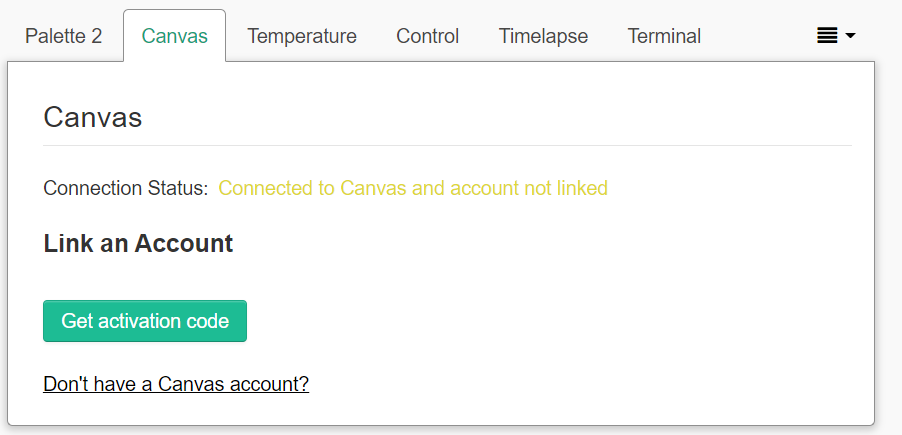 Palette 2 Canvas Temperature Control Timelapse Terminal
Canvas
Connection Status: Connected to Canvas and account not linked
Link an Account
Get activation code
Don't have a Canvas account?